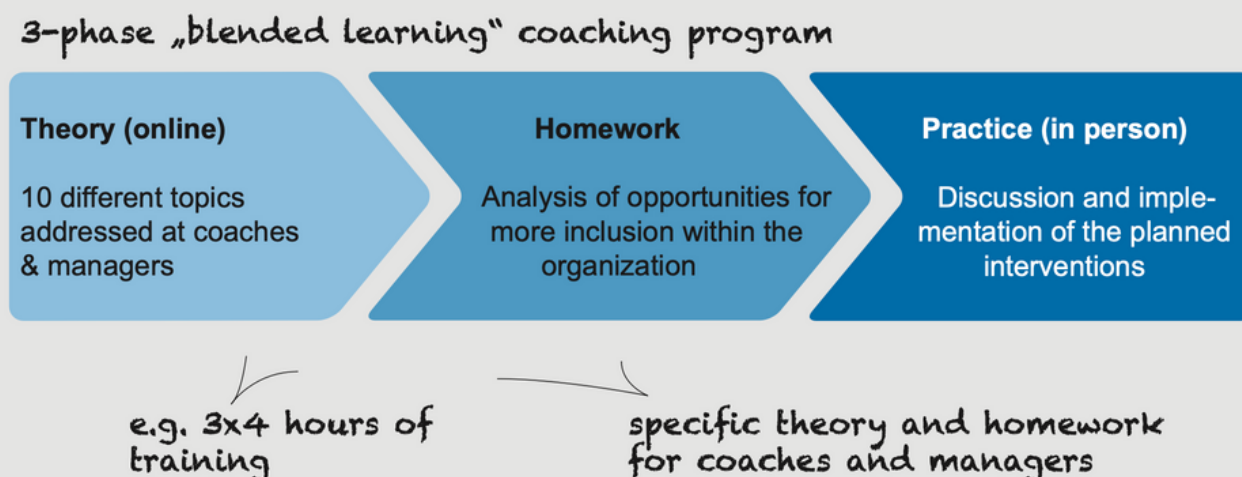 3-phase „blended learning“ coaching program
Theory (online)
10 different topics
addressed at coaches
& managers
Homework
Analysis of opportunities for
more inclusion within the
organization
Practice (in person)
Discussion and imple-
mentation of the planned
interventions
e.g. 3x4 hours of
training
specific theory and homework
for coaches and managers